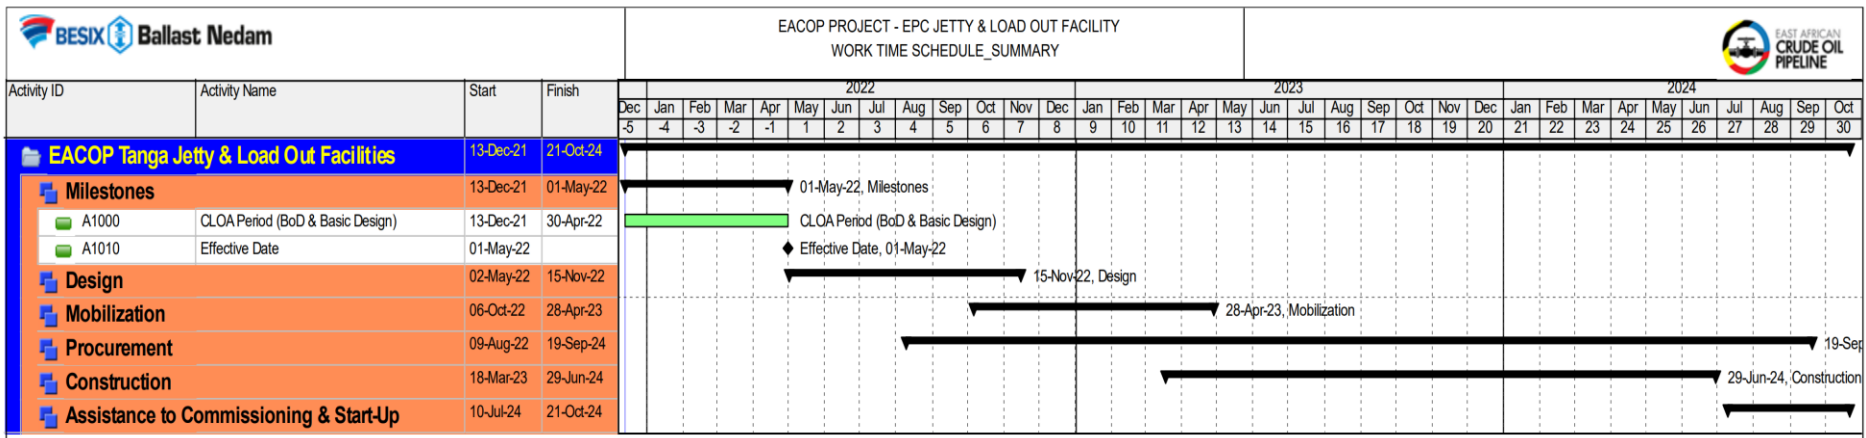 BESIX Ballast Nedam
EACOP PROJECT - EPC JETTY & LOAD OUT FACILITY
WORK TIME SCHEDULE_SUMMARY
EAST AFRICAN
CRUDE OIL
PIPELINE
Activity ID Activity Name Start Finish 2022 2023 2024
Dec Jan Feb Mar Apr May Jun Jul Aug Sep Oct Nov Dec Jan Feb Mar Apr May Jun Jul Aug Sep Oct Nov Dec Jan Feb Mar Apr May Jun Jul Aug Sep Oct
-5 -4 -3 -2 -1 1 2 3 4 5 6 7 8 9 10 11 12 13 14 15 16 17 18 19 20 21 22 23 24 25 26 27 28 29 30
EACOP Tanga Jetty & Load Out Facilities 13-Dec-21 21-Oct-24
Milestones 13-Dec-21 01-May-22 01-May-22, Milestones
A1000 CLOA Period (BoD & Basic Design) 13-Dec-21 30-Apr-22 CLOA Period (BoD & Basic Design)
A1010 Effective Date 01-May-22 Effective Date, 01-May-22
Design 02-May-22 15-Nov-22 15-Nov-22, Design
Mobilization 06-Oct-22 28-Apr-23 28-Apr-23, Mobilization
Procurement 09-Aug-22 19-Sep-24 19-Sep
Construction 18-Mar-23 29-Jun-24 29-Jun-24, Construction
Assistance to Commissioning & Start-Up 10-Jul-24 21-Oct-24